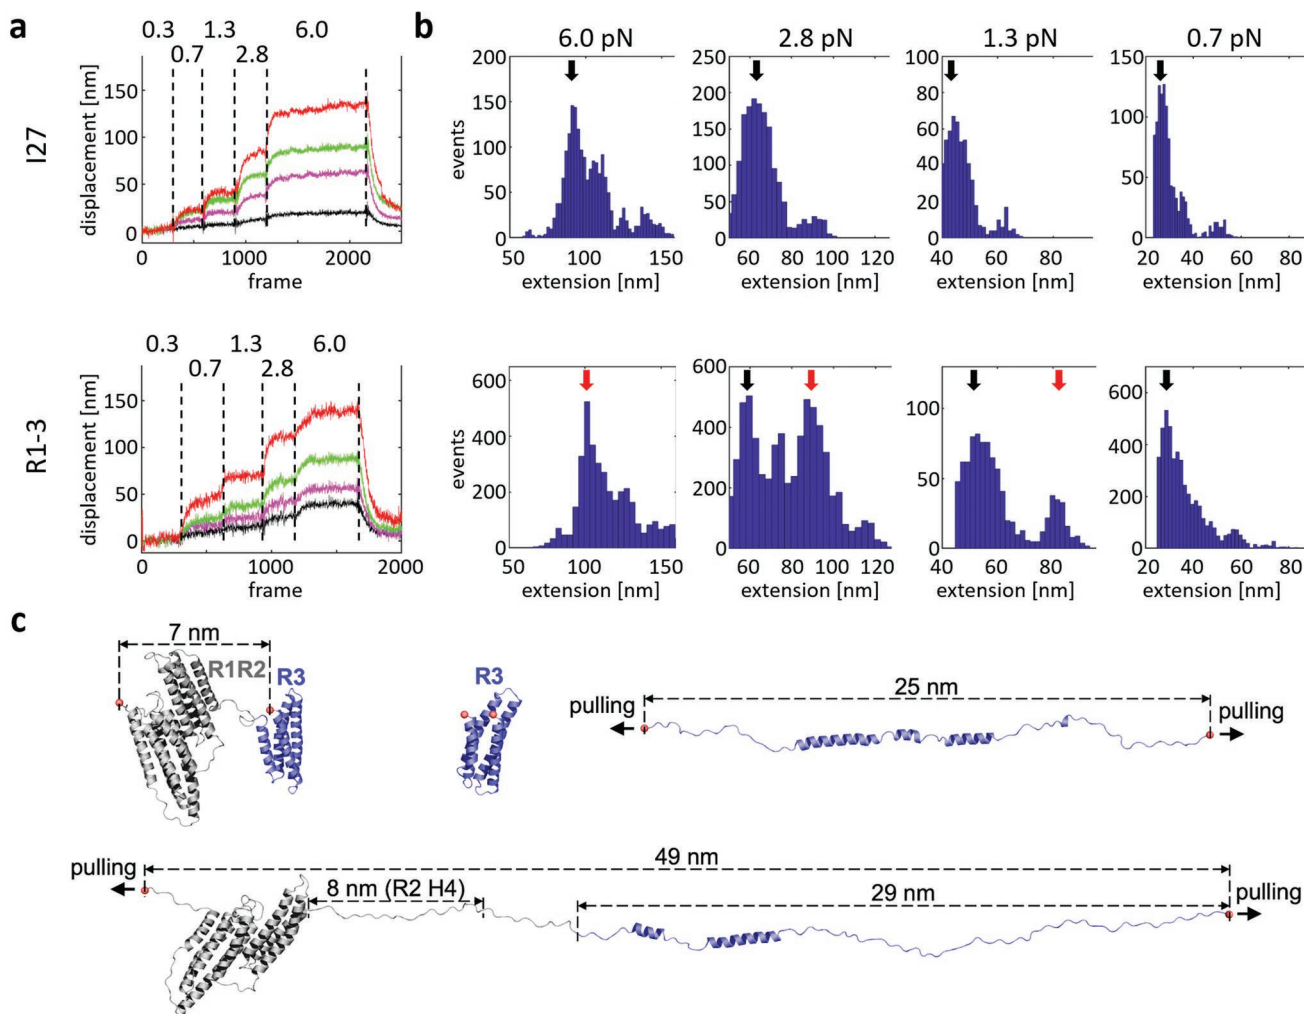 a
I27
0.3 1.3 6.0
0.7 2.8
displacement [nm]
150
100
50
0
0 1000 2000
frame
b
6.0 pN 2.8 pN 1.3 pN 0.7 pN
events
200
150
100
50
0
50 100 150
extension [nm]
250
200
150
100
50
0
60 80 100 120
extension [nm]
100
80
60
40
20
0
40 60 80
extension [nm]
150
100
50
0
20 40 60 80
extension [nm]
R1-3
0.3 1.3 6.0
0.7 2.8
displacement [nm]
150
100
50
0
0 1000 2000
frame
events
600
400
200
0
50 100 150
extension [nm]
600
400
200
0
60 80 100 120
extension [nm]
100
50
0
40 60 80
extension [nm]
600
400
200
0
20 40 60 80
extension [nm]
c
7 nm
R1R2
R3
R3
25 nm
pulling
pulling
49 nm
pulling
8 nm (R2 H4)
29 nm
pulling